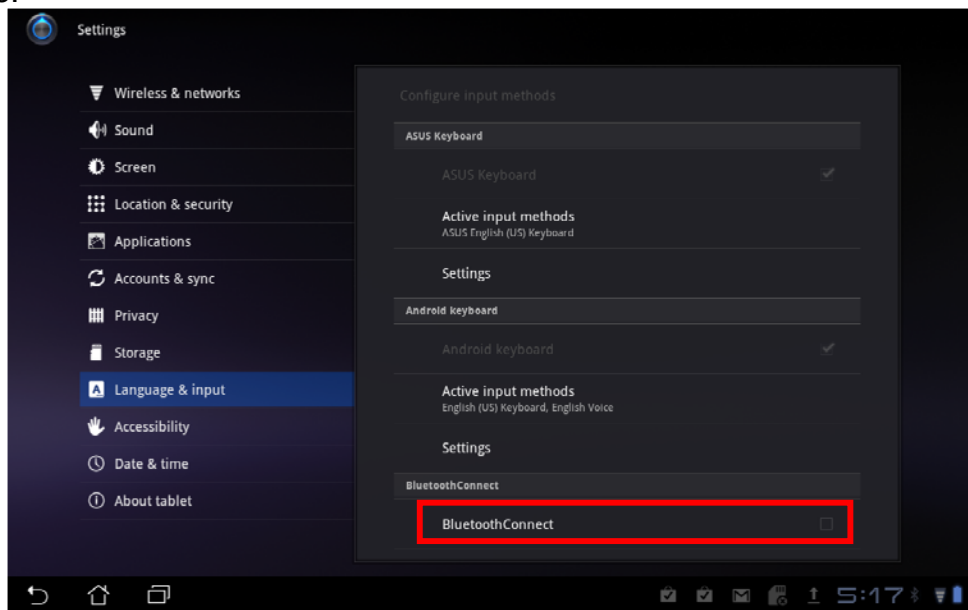 Settings
Wireless & networks
Sound
Screen
Location & security
Applications
Accounts & sync
Privacy
Storage
Language & input
Accessibility
Date & time
About tablet
Configure input methods
ASUS Keyboard
ASUS Keyboard
Active input methods
ASUS English (US) Keyboard
Settings
Android keyboard
Android keyboard
Active input methods
English (US) Keyboard, English Voice
Settings
BluetoothConnect
BluetoothConnect
5:17